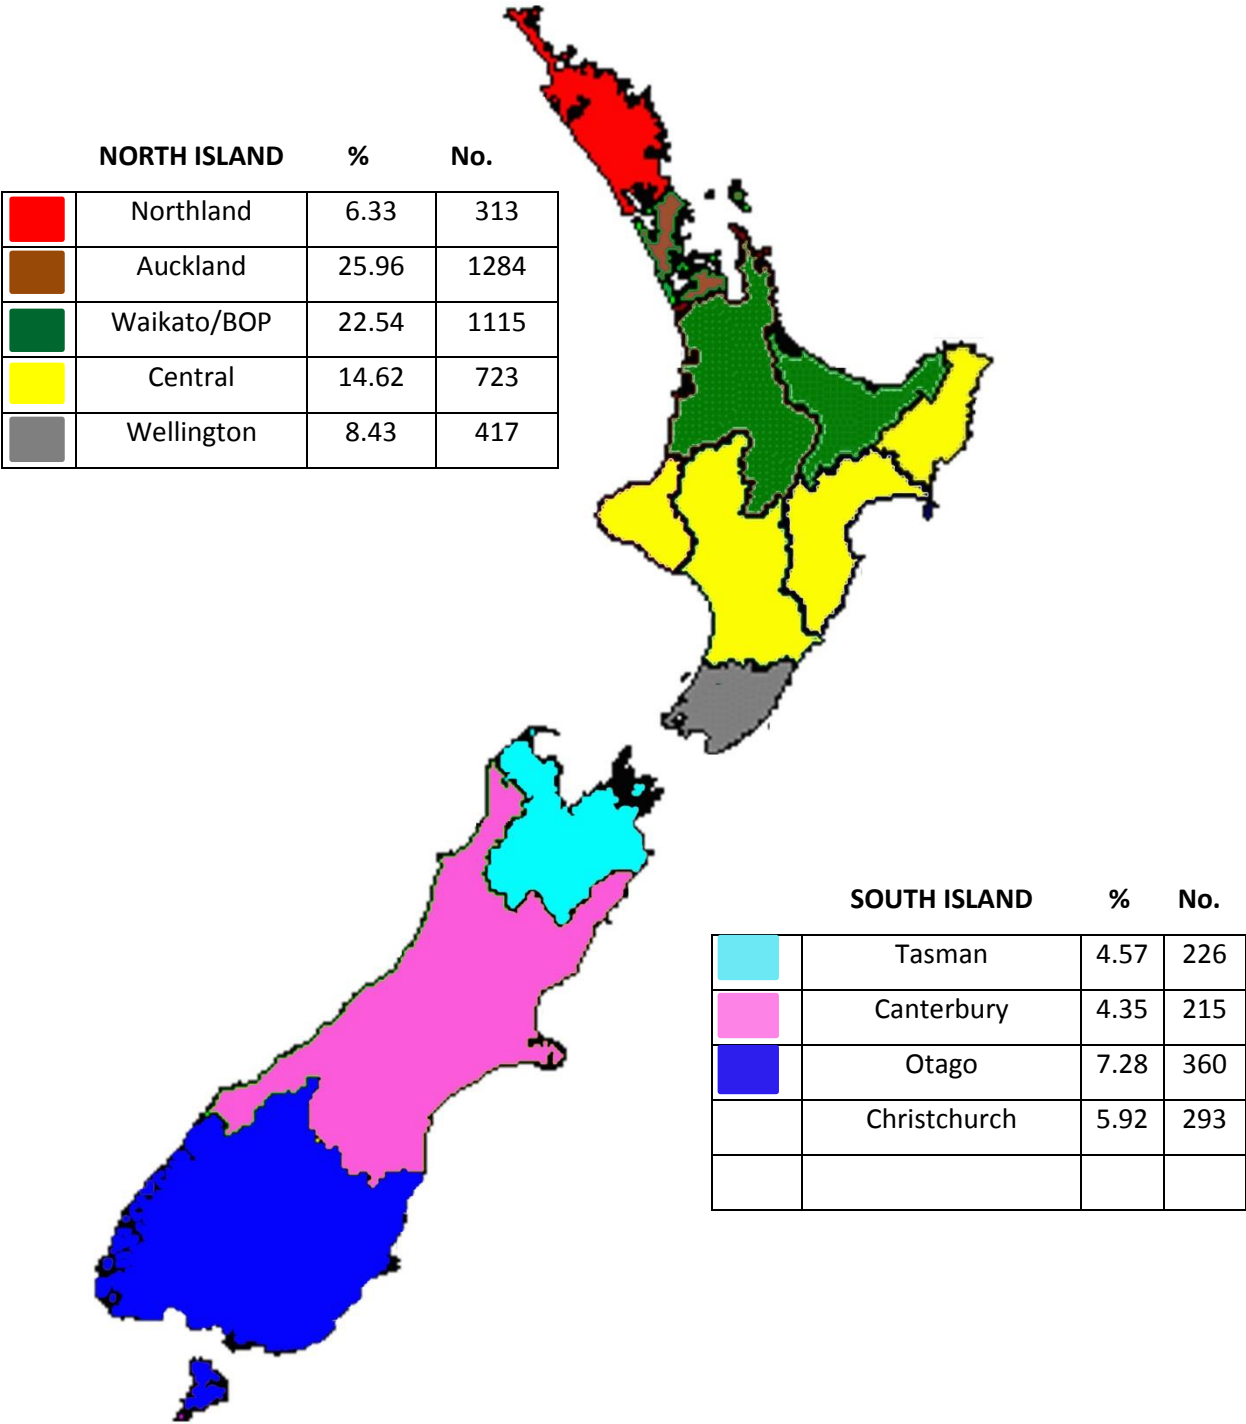 NORTH ISLAND % No.
Northland 6.33 313
Auckland 25.96 1284
Waikato/BOP 22.54 1115
Central 14.62 723
Wellington 8.43 417
SOUTH ISLAND % No.
Tasman 4.57 226
Canterbury 4.35 215
Otago 7.28 360
Christchurch 5.92 293